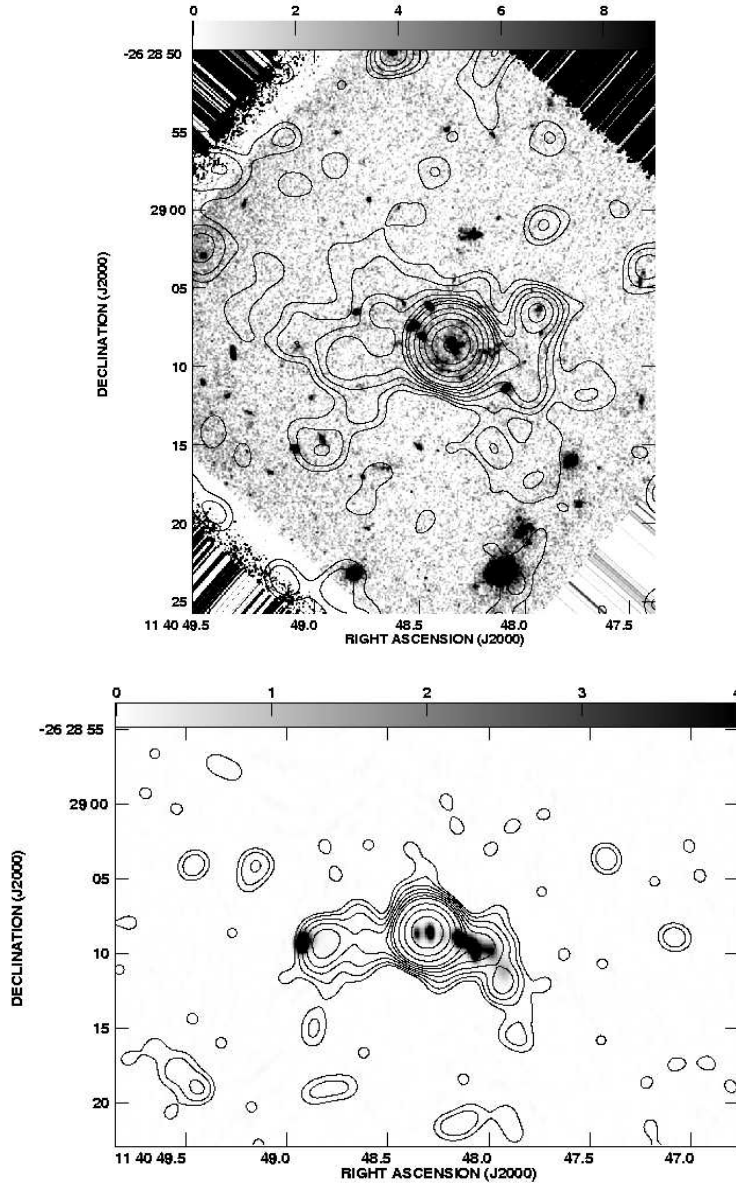 0 2 4 6 8
-26 28 50
55
29 00
05
10
15
20
25
DECLINATION (J2000)
11 40 49.5 49.0 48.5 48.0 47.5
RIGHT ASCENSION (J2000)
0 1 2 3 4
-26 28 55
29 00
05
10
15
20
DECLINATION (J2000)
11 40 49.5 49.0 48.5 48.0 47.5 47.0
RIGHT ASCENSION (J2000)